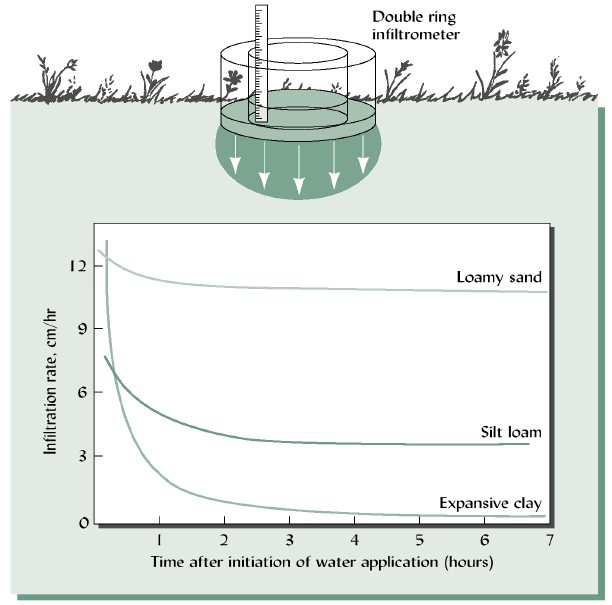 Double ring
infiltrometer
Infiltration rate, cm/hr
12
9
6
3
0
Loamy sand
Silt loam
Expansive clay
1 2 3 4 5 6 7
Time after initiation of water application (hours)